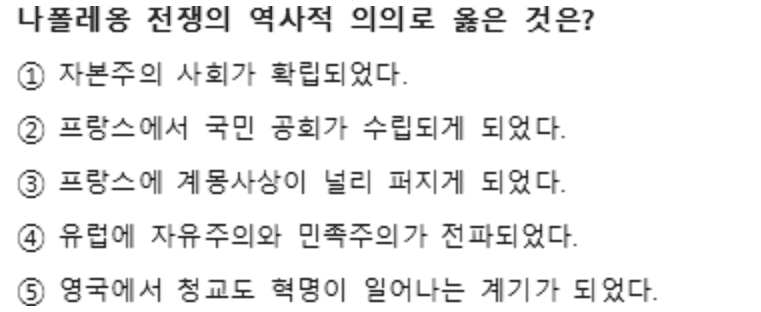 나폴레옹 전쟁의 역사적 의의로 옳은 것은?
① 자본주의 사회가 확립되었다.
② 프랑스에서 국민 공회가 수립되게 되었다.
③ 프랑스에 계몽사상이 널리 퍼지게 되었다.
④ 유럽에 자유주의와 민족주의가 전파되었다.
⑤ 영국에서 청교도 혁명이 일어나는 계기가 되었다.